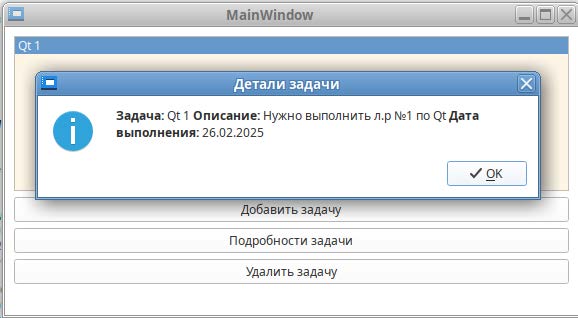 MainWindow
Qt 1
Детали задачи
Задача: Qt 1 Описание: Нужно выполнить л.р №1 по Qt Дата
выполнения: 26.02.2025
OK
Добавить задачу
Подробности задачи
Удалить задачу